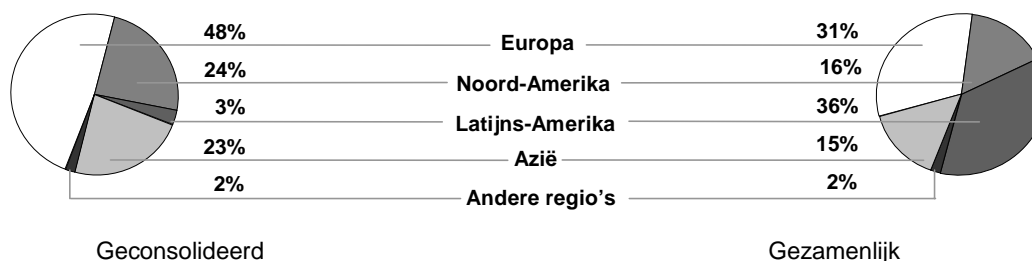 48% Europa 31%
24% Noord-Amerika 16%
3% Latijns-Amerika 36%
23% Azië 15%
2% Andere regio's 2%
Geconsolideerd Gezamenlijk